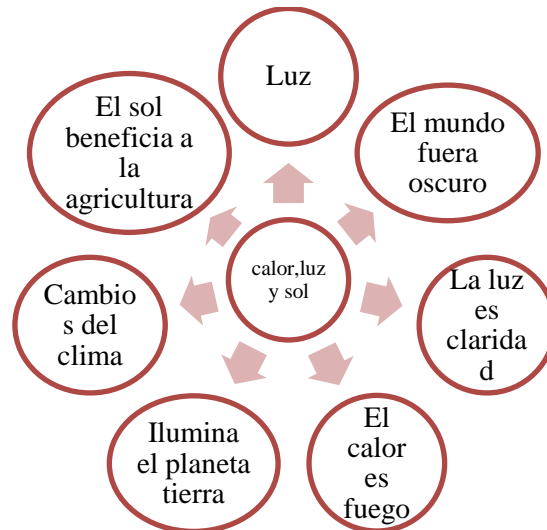 Luz
El mundo
fuera
oscuro
La luz
es
clarida
d
El
calor
es
fuego
Ilumina
el planeta
tierra
Cambio
s del
clima
El sol
beneficia a
la
agricultura
calor,luz
y sol